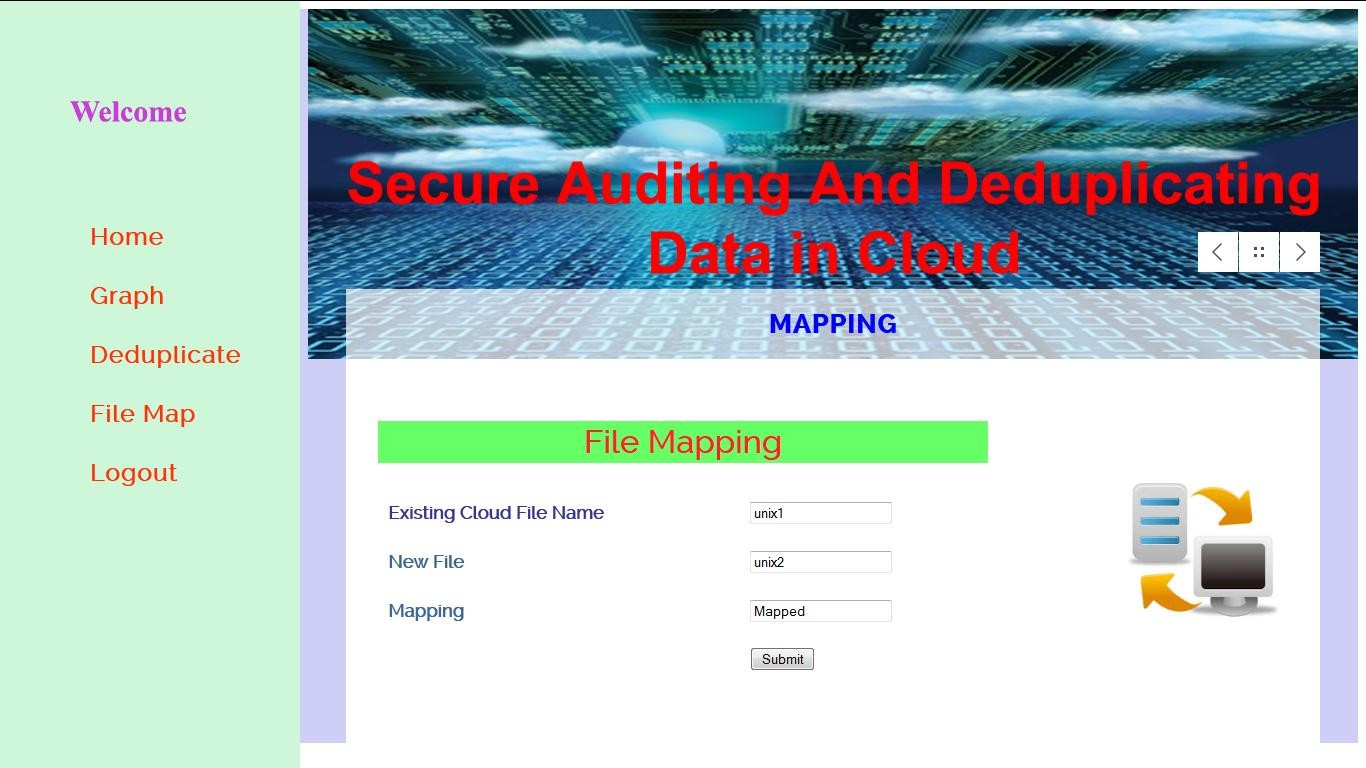 Welcome
Home
Graph
Deduplicate
File Map
Logout
Secure Auditing And Deduplicating
Data in Cloud
MAPPING
File Mapping
Existing Cloud File Name unix1
New File unix2
Mapping Mapped
Submit